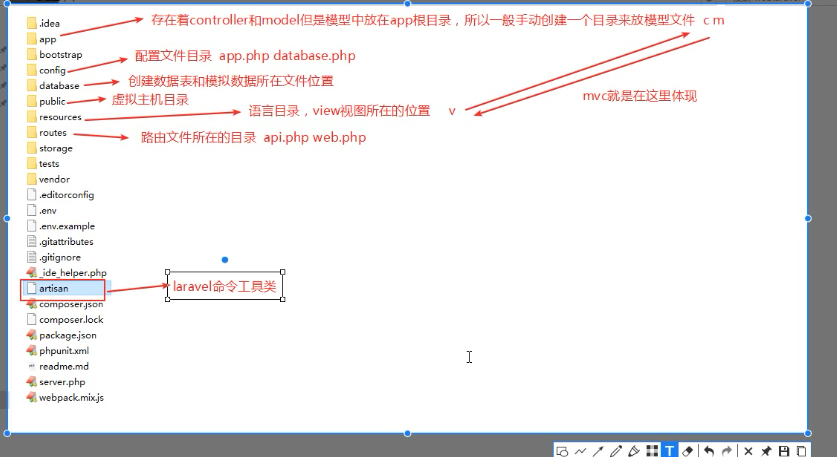 .idea
app
存在着controller和model但是模型中放在app根目录，所以一般手动创建一个目录来放模型文件 c m
bootstrap
config
配置文件目录 app.php database.php
database
创建数据表和模拟数据所在文件位置
public
虚拟主机目录
mvc就是在这里体现
resources
语言目录，view视图所在的位置 v
routes
路由文件所在的目录 api.php web.php
storage
tests
vendor
.editorconfig
.env
.env.example
.gitattributes
.gitignore
_ide_helper.php
artisan
laravel命令工具类
composer.json
composer.lock
package.json
phpunit.xml
readme.md
server.php
webpack.mix.js